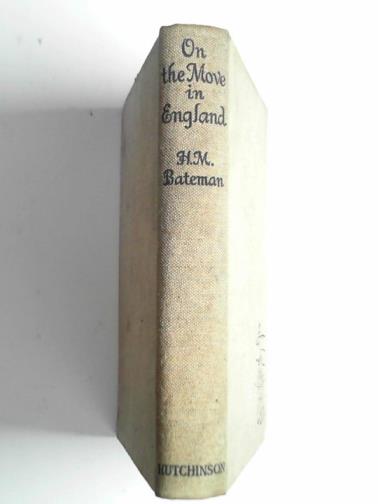 On
the Move
in
England
H.M.
Bateman
HUTCHINSON